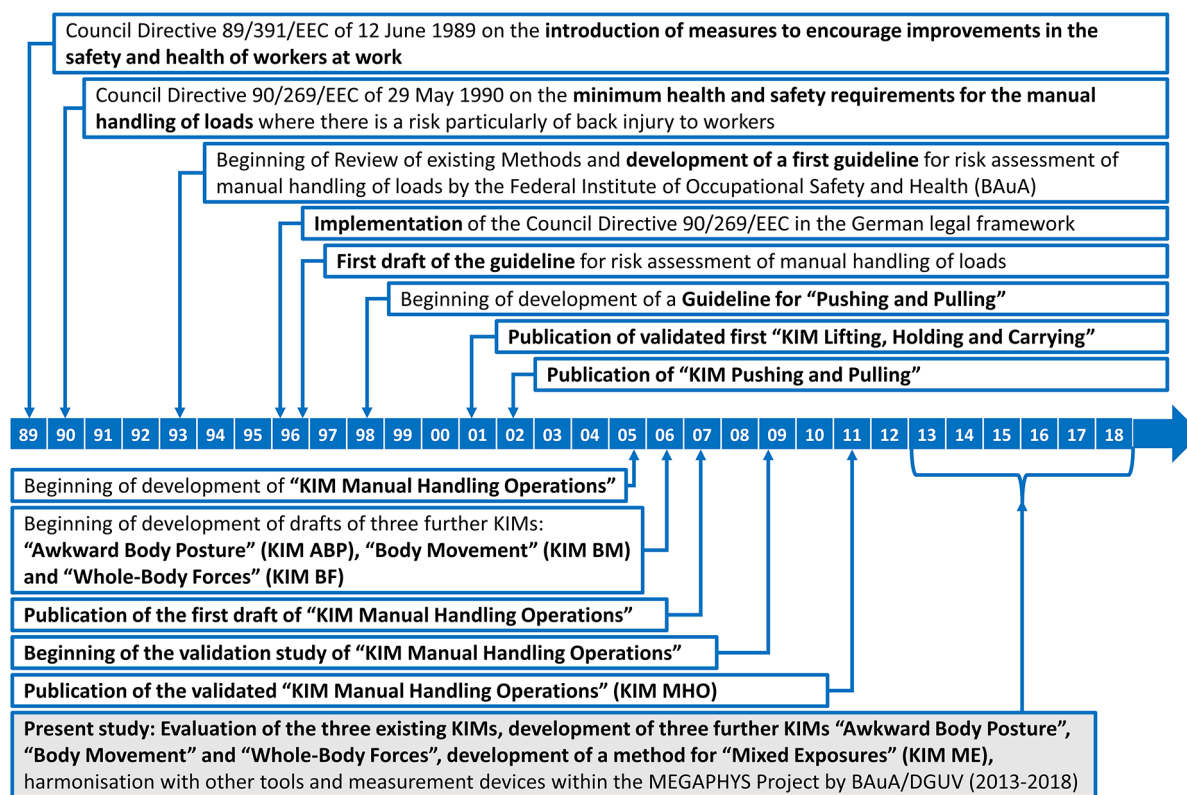 Council Directive 89/391/EEC of 12 June 1989 on the introduction of measures to encourage improvements in the
safety and health of workers at work
Council Directive 90/269/EEC of 29 May 1990 on the minimum health and safety requirements for the manual
handling of loads where there is a risk particularly of back injury to workers
Beginning of Review of existing Methods and development of a first guideline for risk assessment of
manual handling of loads by the Federal Institute of Occupational Safety and Health (BAuA)
Implementation of the Council Directive 90/269/EEC in the German legal framework
First draft of the guideline for risk assessment of manual handling of loads
Beginning of development of a Guideline for “Pushing and Pulling”
Publication of validated first “KIM Lifting, Holding and Carrying”
Publication of “KIM Pushing and Pulling”
89 90 91 92 93 94 95 96 97 98 99 00 01 02 03 04 05 06 07 08 09 10 11 12 13 14 15 16 17 18
Beginning of development of “KIM Manual Handling Operations”
Beginning of development of drafts of three further KIMs:
“Awkward Body Posture” (KIM ABP), “Body Movement” (KIM BM)
and “Whole-Body Forces” (KIM BF)
Publication of the first draft of “KIM Manual Handling Operations”
Beginning of the validation study of “KIM Manual Handling Operations”
Publication of the validated “KIM Manual Handling Operations” (KIM MHO)
Present study: Evaluation of the three existing KIMs, development of three further KIMs “Awkward Body Posture”,
“Body Movement” and “Whole-Body Forces”, development of a method for “Mixed Exposures” (KIM ME),
harmonisation with other tools and measurement devices within the MEGAPHYS Project by BAuA/DGUV (2013-2018)